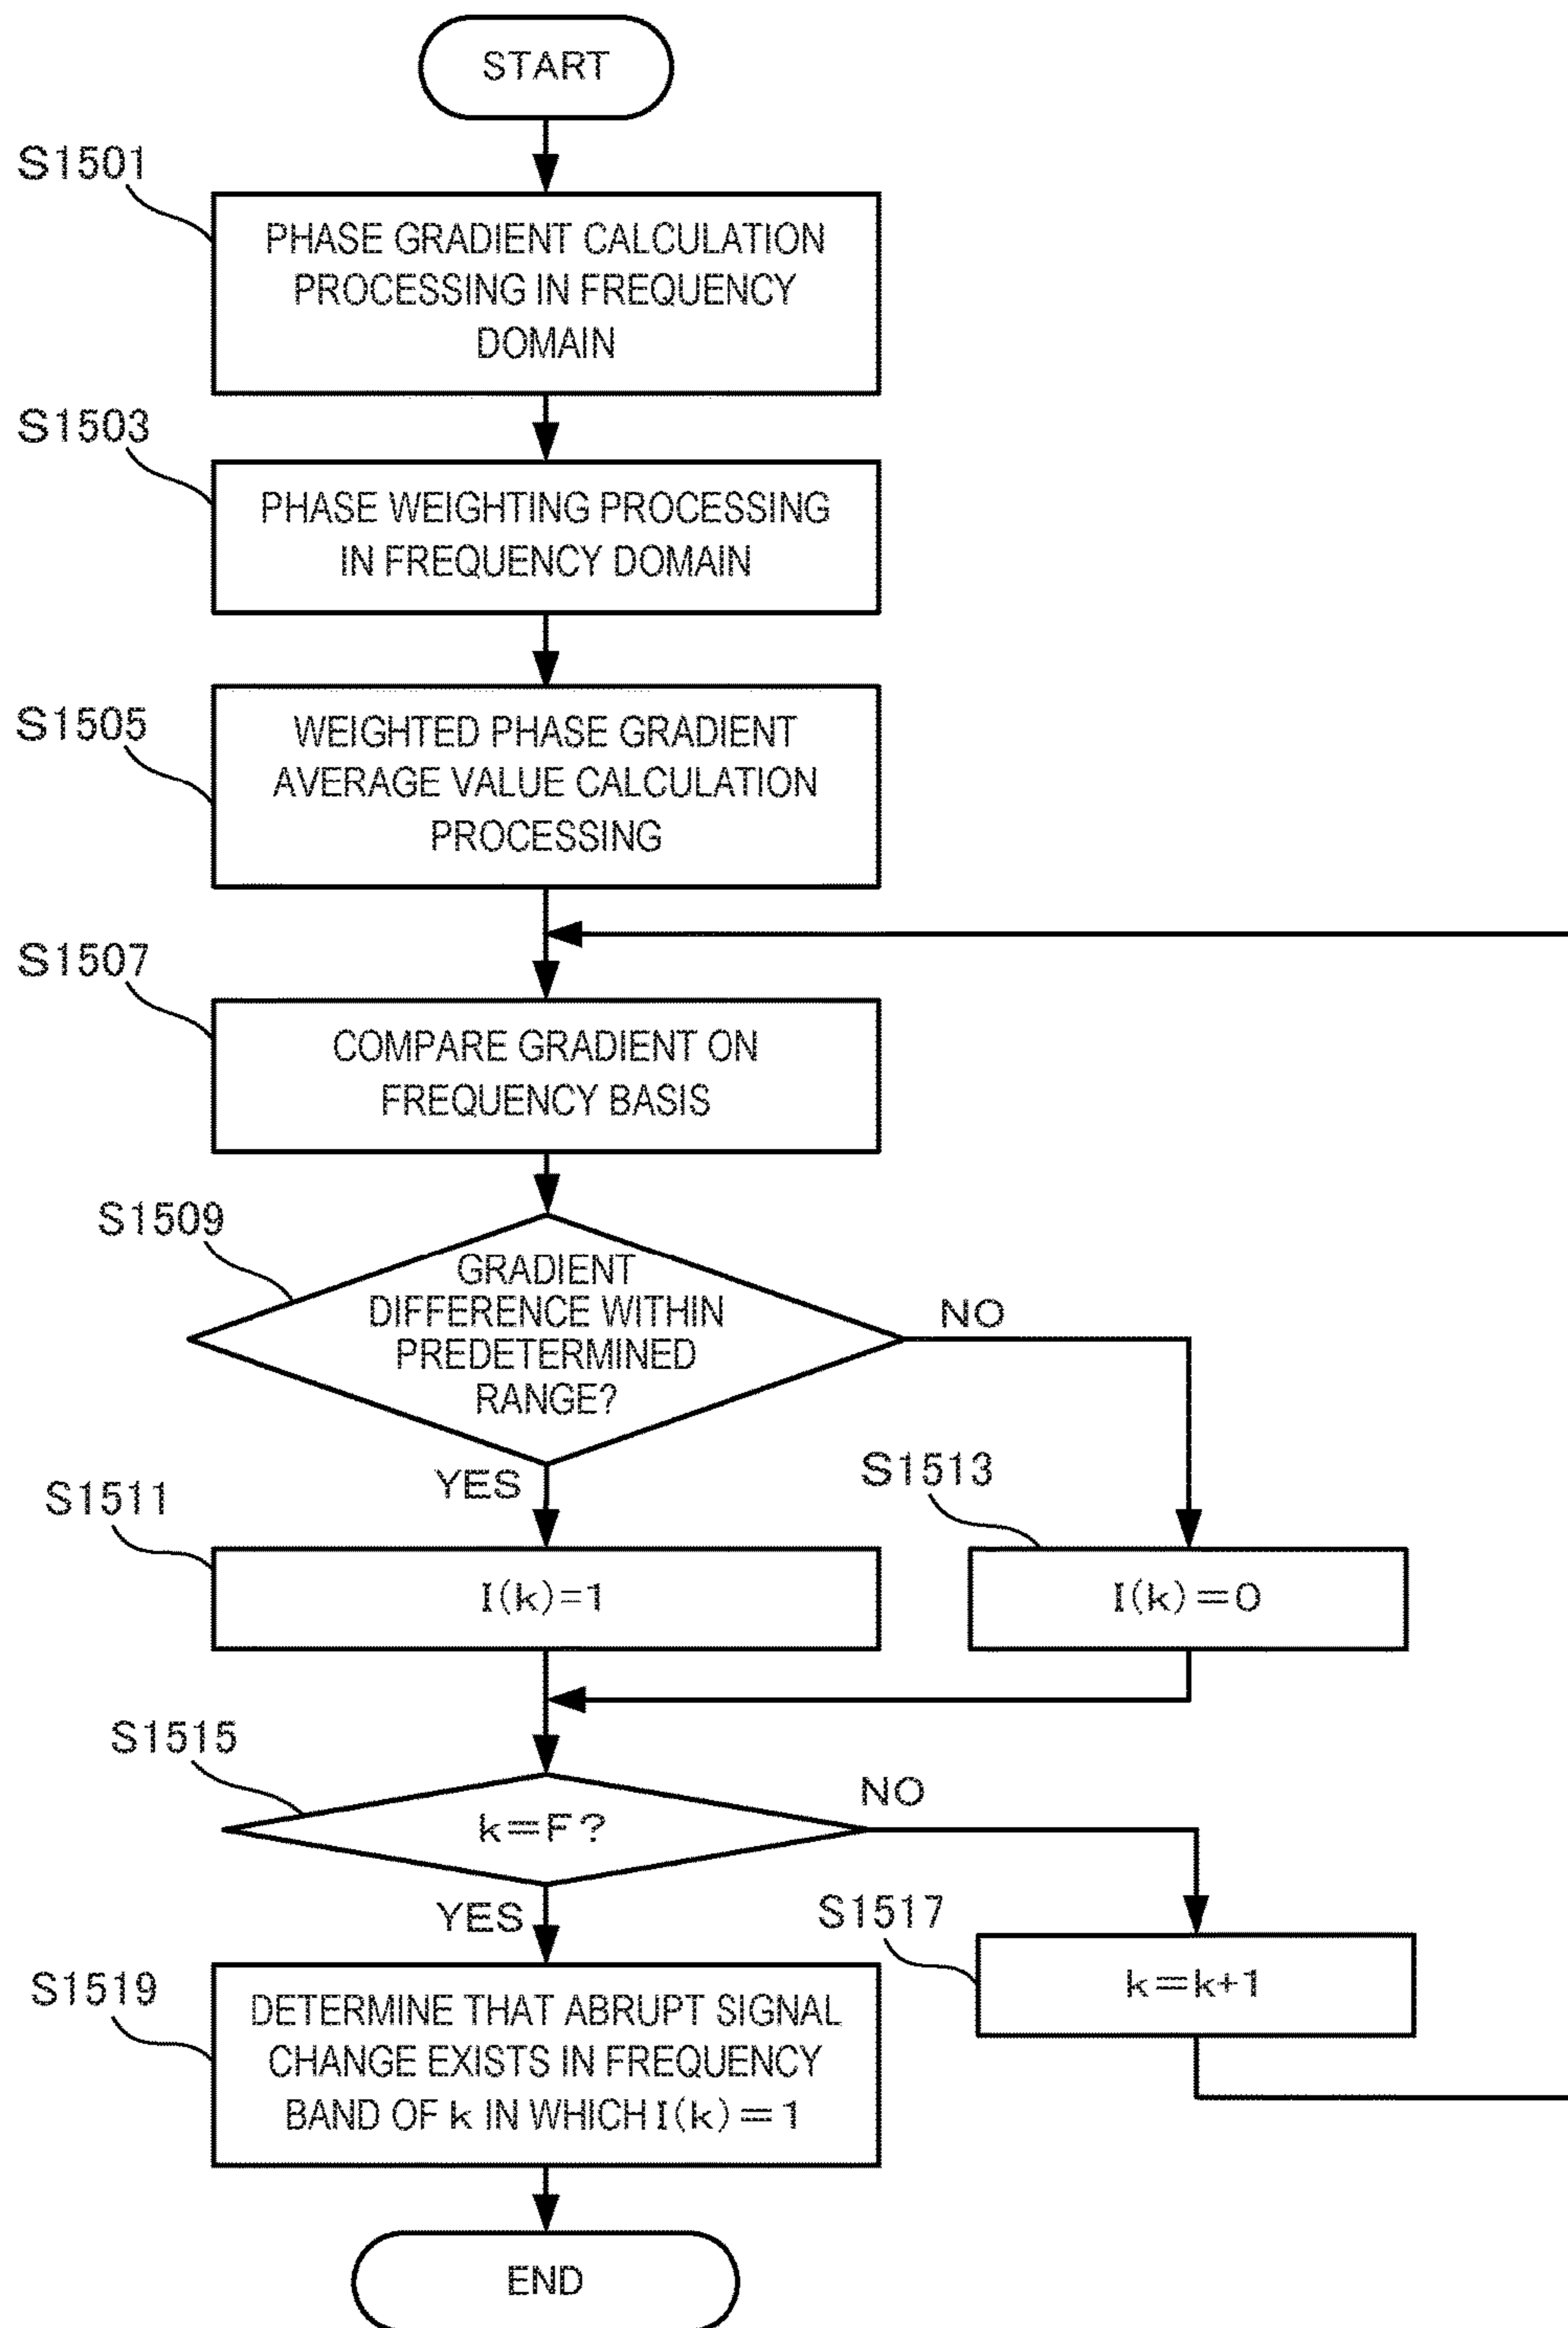 START
S1501
PHASE GRADIENT CALCULATION
PROCESSING IN FREQUENCY
DOMAIN
S1503
PHASE WEIGHTING PROCESSING
IN FREQUENCY DOMAIN
S1505
WEIGHTED PHASE GRADIENT
AVERAGE VALUE CALCULATION
PROCESSING
S1507
COMPARE GRADIENT ON
FREQUENCY BASIS
S1509
GRADIENT
DIFFERENCE WITHIN
PREDETERMINED
RANGE?
NO
YES
S1511
I(k)=1
S1513
I(k)=0
S1515
k=F?
NO
YES
S1517
k=k+1
S1519
DETERMINE THAT ABRUPT SIGNAL
CHANGE EXISTS IN FREQUENCY
BAND OF k IN WHICH I(k)=1
END